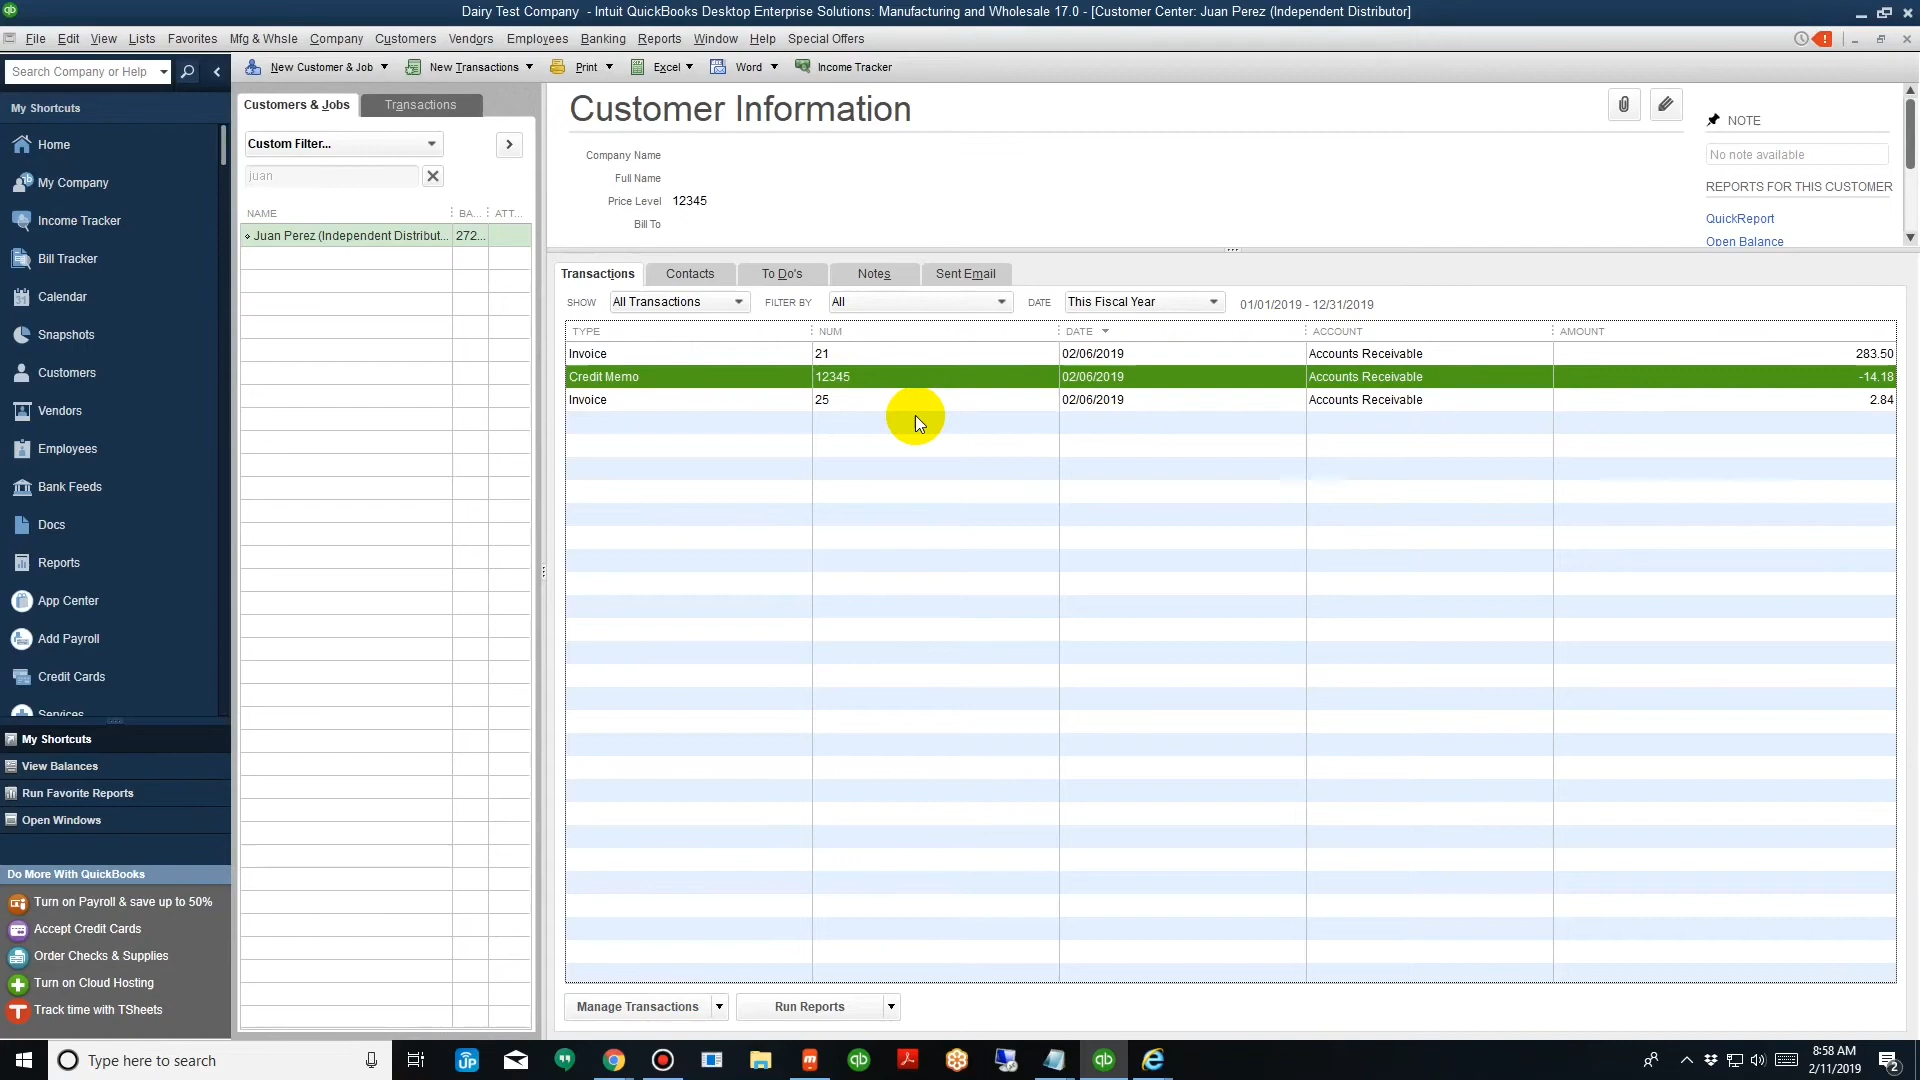 Dairy Test Company - Intuit QuickBooks Desktop Enterprise Solutions: Manufacturing and Wholesale 17.0 - [Customer Center: Juan Perez (Independent Distributor]
File Edit View Lists Favorites Mfg & Whsle Company Customers Vendors Employees Banking Reports Window Help Special Offers
Search Company or Help
New Customer & Job New Transactions Print Excel Word Income Tracker
My Shortcuts
Home
My Company
Income Tracker
Bill Tracker
Calendar
Snapshots
Customers
Vendors
Employees
Bank Feeds
Docs
Reports
App Center
Add Payroll
Credit Cards
Services
My Shortcuts
View Balances
Run Favorite Reports
Open Windows
Do More With QuickBooks
Turn on Payroll & save up to 50%
Accept Credit Cards
Order Checks & Supplies
Turn on Cloud Hosting
Track time with TSheets
Customers & Jobs Transactions
Custom Filter...
juan
NAME BA... ATT...
Juan Perez (Independent Distribut... 272...
Customer Information
Company Name
Full Name
Price Level 12345
Bill To
NOTE
No note available
REPORTS FOR THIS CUSTOMER
QuickReport
Open Balance
Transactions Contacts To Do's Notes Sent Email
SHOW All Transactions FILTER BY All DATE This Fiscal Year 01/01/2019 - 12/31/2019
TYPE NUM DATE ACCOUNT AMOUNT
Invoice 21 02/06/2019 Accounts Receivable 283.50
Credit Memo 12345 02/06/2019 Accounts Receivable -14.18
Invoice 25 02/06/2019 Accounts Receivable 2.84
Manage Transactions Run Reports
Type here to search
8:58 AM
2/11/2019
2